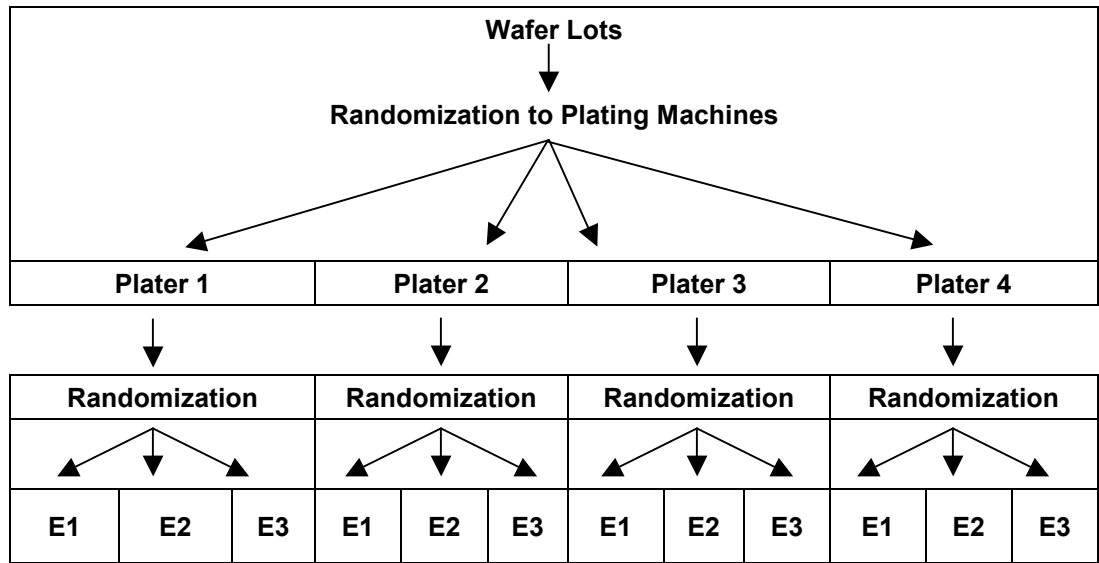 Wafer Lots
Randomization to Plating Machines
Plater 1 Plater 2 Plater 3 Plater 4
Randomization Randomization Randomization Randomization
E1 E2 E3 E1 E2 E3 E1 E2 E3 E1 E2 E3